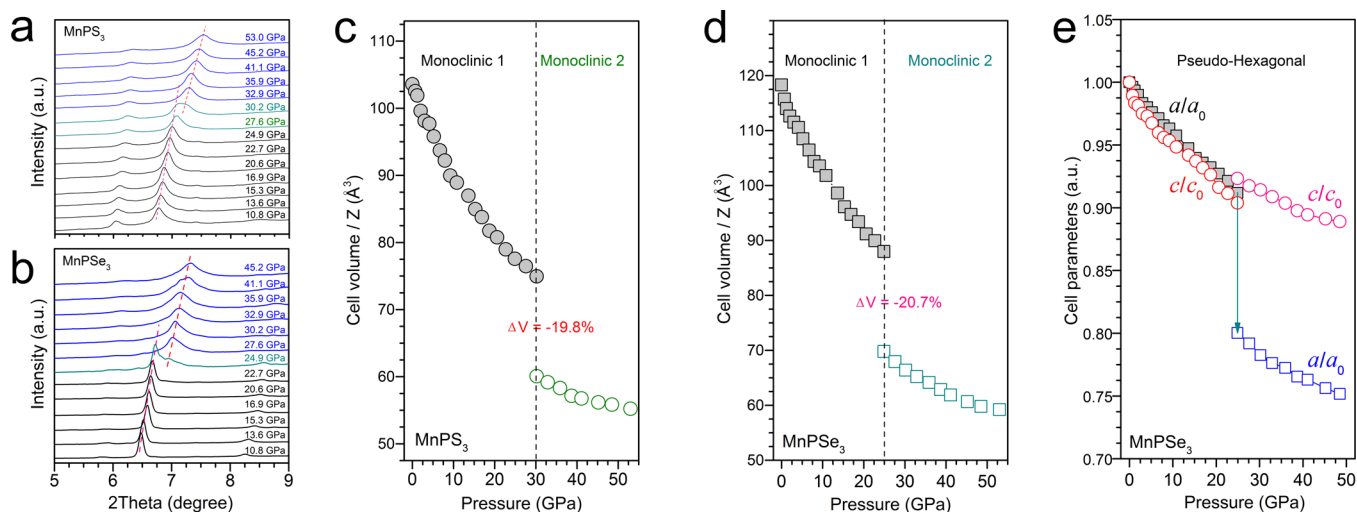 a
MnPS3
53.0 GPa
45.2 GPa
41.1 GPa
35.9 GPa
32.9 GPa
30.2 GPa
27.6 GPa
24.9 GPa
22.7 GPa
20.6 GPa
16.9 GPa
15.3 GPa
13.6 GPa
10.8 GPa
Intensity (a.u.)
b
MnPSe3
45.2 GPa
41.1 GPa
35.9 GPa
32.9 GPa
30.2 GPa
27.6 GPa
24.9 GPa
22.7 GPa
20.6 GPa
16.9 GPa
15.3 GPa
13.6 GPa
10.8 GPa
Intensity (a.u.)
5 6 7 8 9
2Theta (degree)
c
Monoclinic 1
Monoclinic 2
ΔV = -19.8%
MnPS3
110
100
90
80
70
60
50
Cell volume / Z (Å³)
0 10 20 30 40 50
Pressure (GPa)
d
Monoclinic 1
Monoclinic 2
ΔV = -20.7%
MnPSe3
130
120
110
100
90
80
70
60
50
Cell volume / Z (Å³)
0 10 20 30 40 50
Pressure (GPa)
e
Pseudo-Hexagonal
a/a0
c/c0
c/c0
a/a0
MnPSe3
1.05
1.00
0.95
0.90
0.85
0.80
0.75
0.70
Cell parameters (a.u.)
0 10 20 30 40 50
Pressure (GPa)